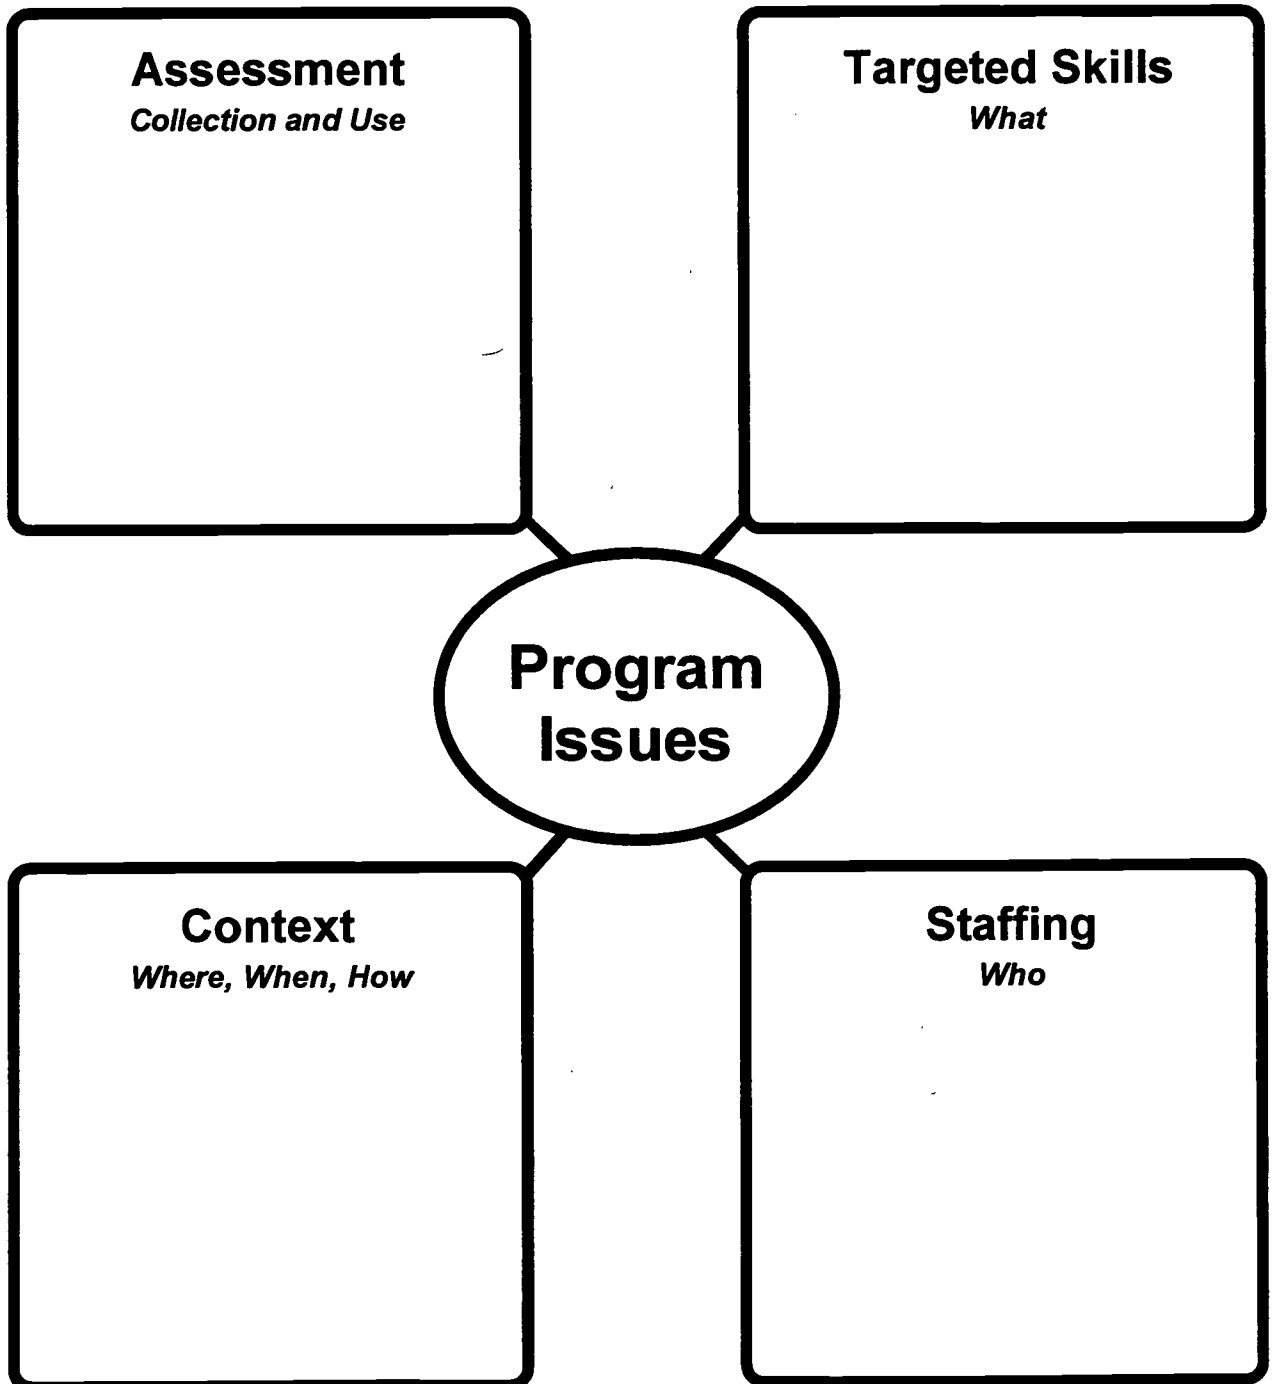 Assessment
Collection and Use
Targeted Skills
What
Program
Issues
Context
Where, When, How
Staffing
Who